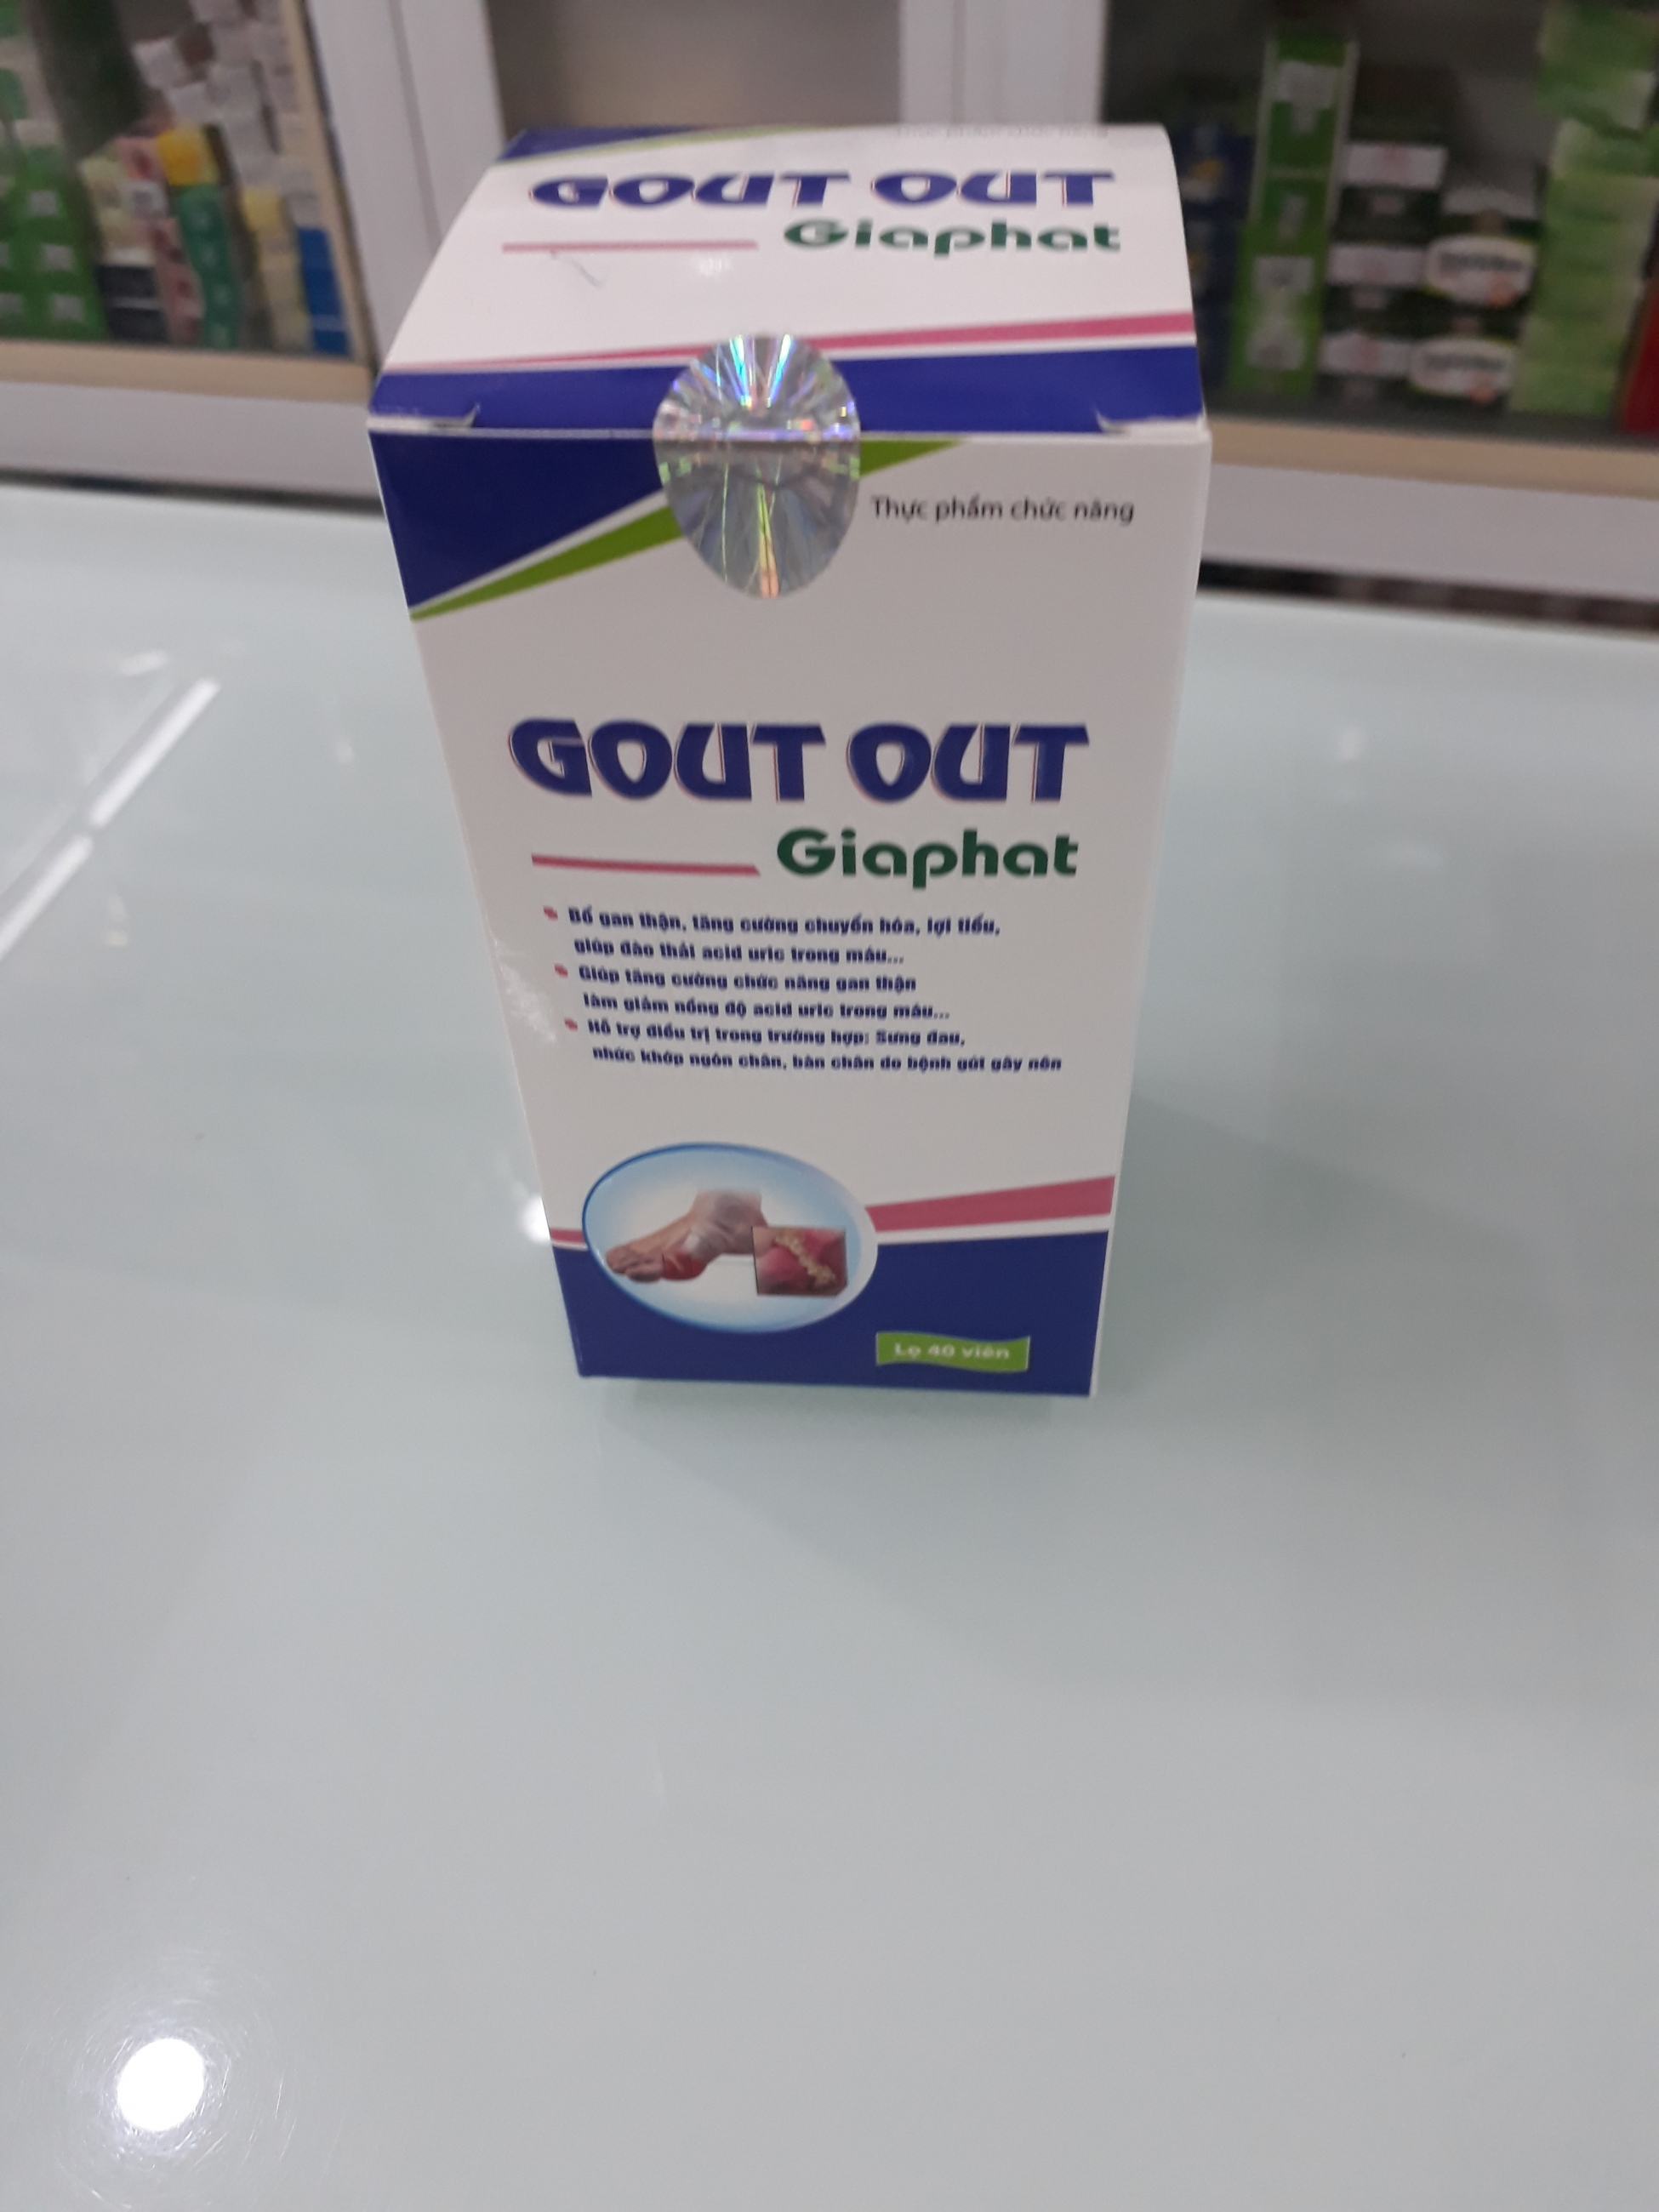 GOUT OUT
Giaphat
Thực phẩm chức năng
GOUT OUT
Giaphat
Bổ gan thận, tăng cường chuyển hóa, lợi tiểu,
giúp đào thải acid uric trong máu...
Giúp tăng cường chức năng gan thận
làm giảm nồng độ acid uric trong máu...
Hỗ trợ điều trị trong trường hợp: Sưng đau,
nhức khớp ngón chân, bàn chân do bệnh gút gây nên
Lọ 40 viên